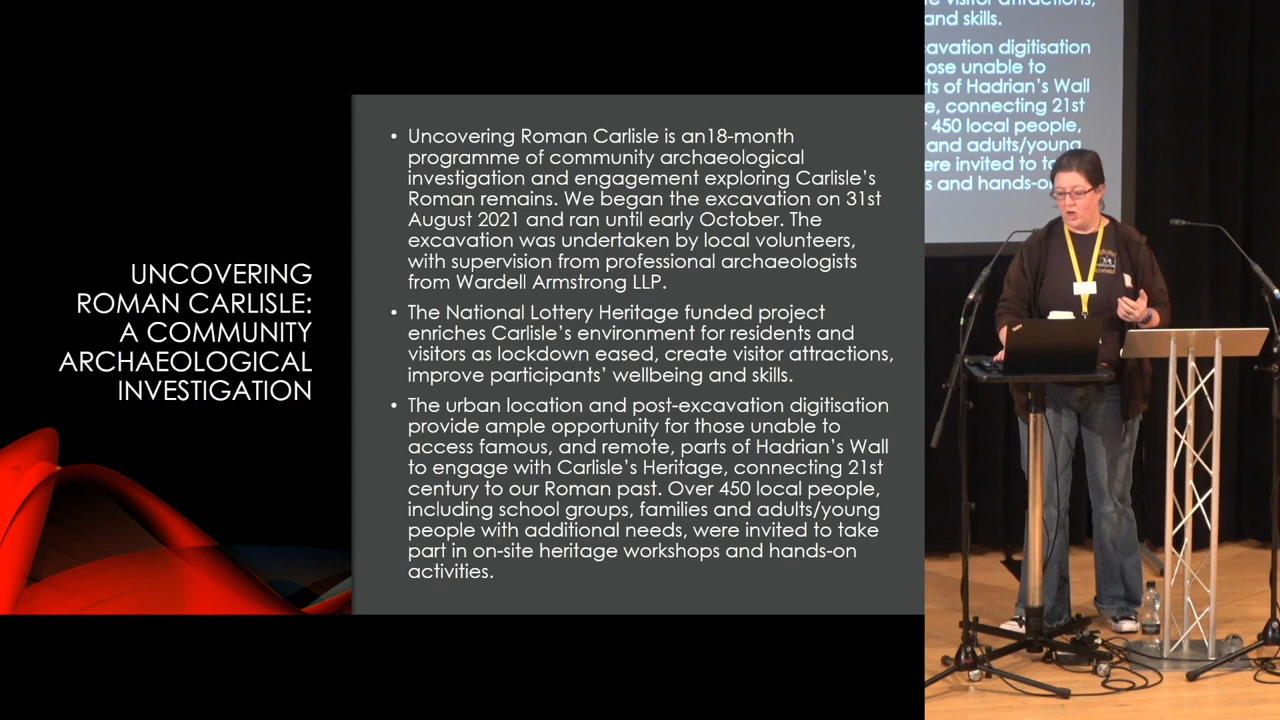 UNCOVERING
ROMAN CARLISLE:
A COMMUNITY
ARCHAEOLOGICAL
INVESTIGATION
• Uncovering Roman Carlisle is an18-month
programme of community archaeological
investigation and engagement exploring Carlisle's
Roman remains. We began the excavation on 31st
August 2021 and ran until early October. The
excavation was undertaken by local volunteers,
with supervision from professional archaeologists
from Wardell Armstrong LLP.
• The National Lottery Heritage funded project
enriches Carlisle's environment for residents and
visitors as lockdown eased, create visitor attractions,
improve participants' wellbeing and skills.
• The urban location and post-excavation digitisation
provide ample opportunity for those unable to
access famous, and remote, parts of Hadrian's Wall
to engage with Carlisle's Heritage, connecting 21st
century to our Roman past. Over 450 local people,
including school groups, families and adults/young
people with additional needs, were invited to take
part in on-site heritage workshops and hands-on
activities.
e visitor attractions,
and skills.
avation digitisation
ose unable to
rts of Hadrian's Wall
e, connecting 21st
450 local people,
and adults/young
ere invited to ta
s and hands-o